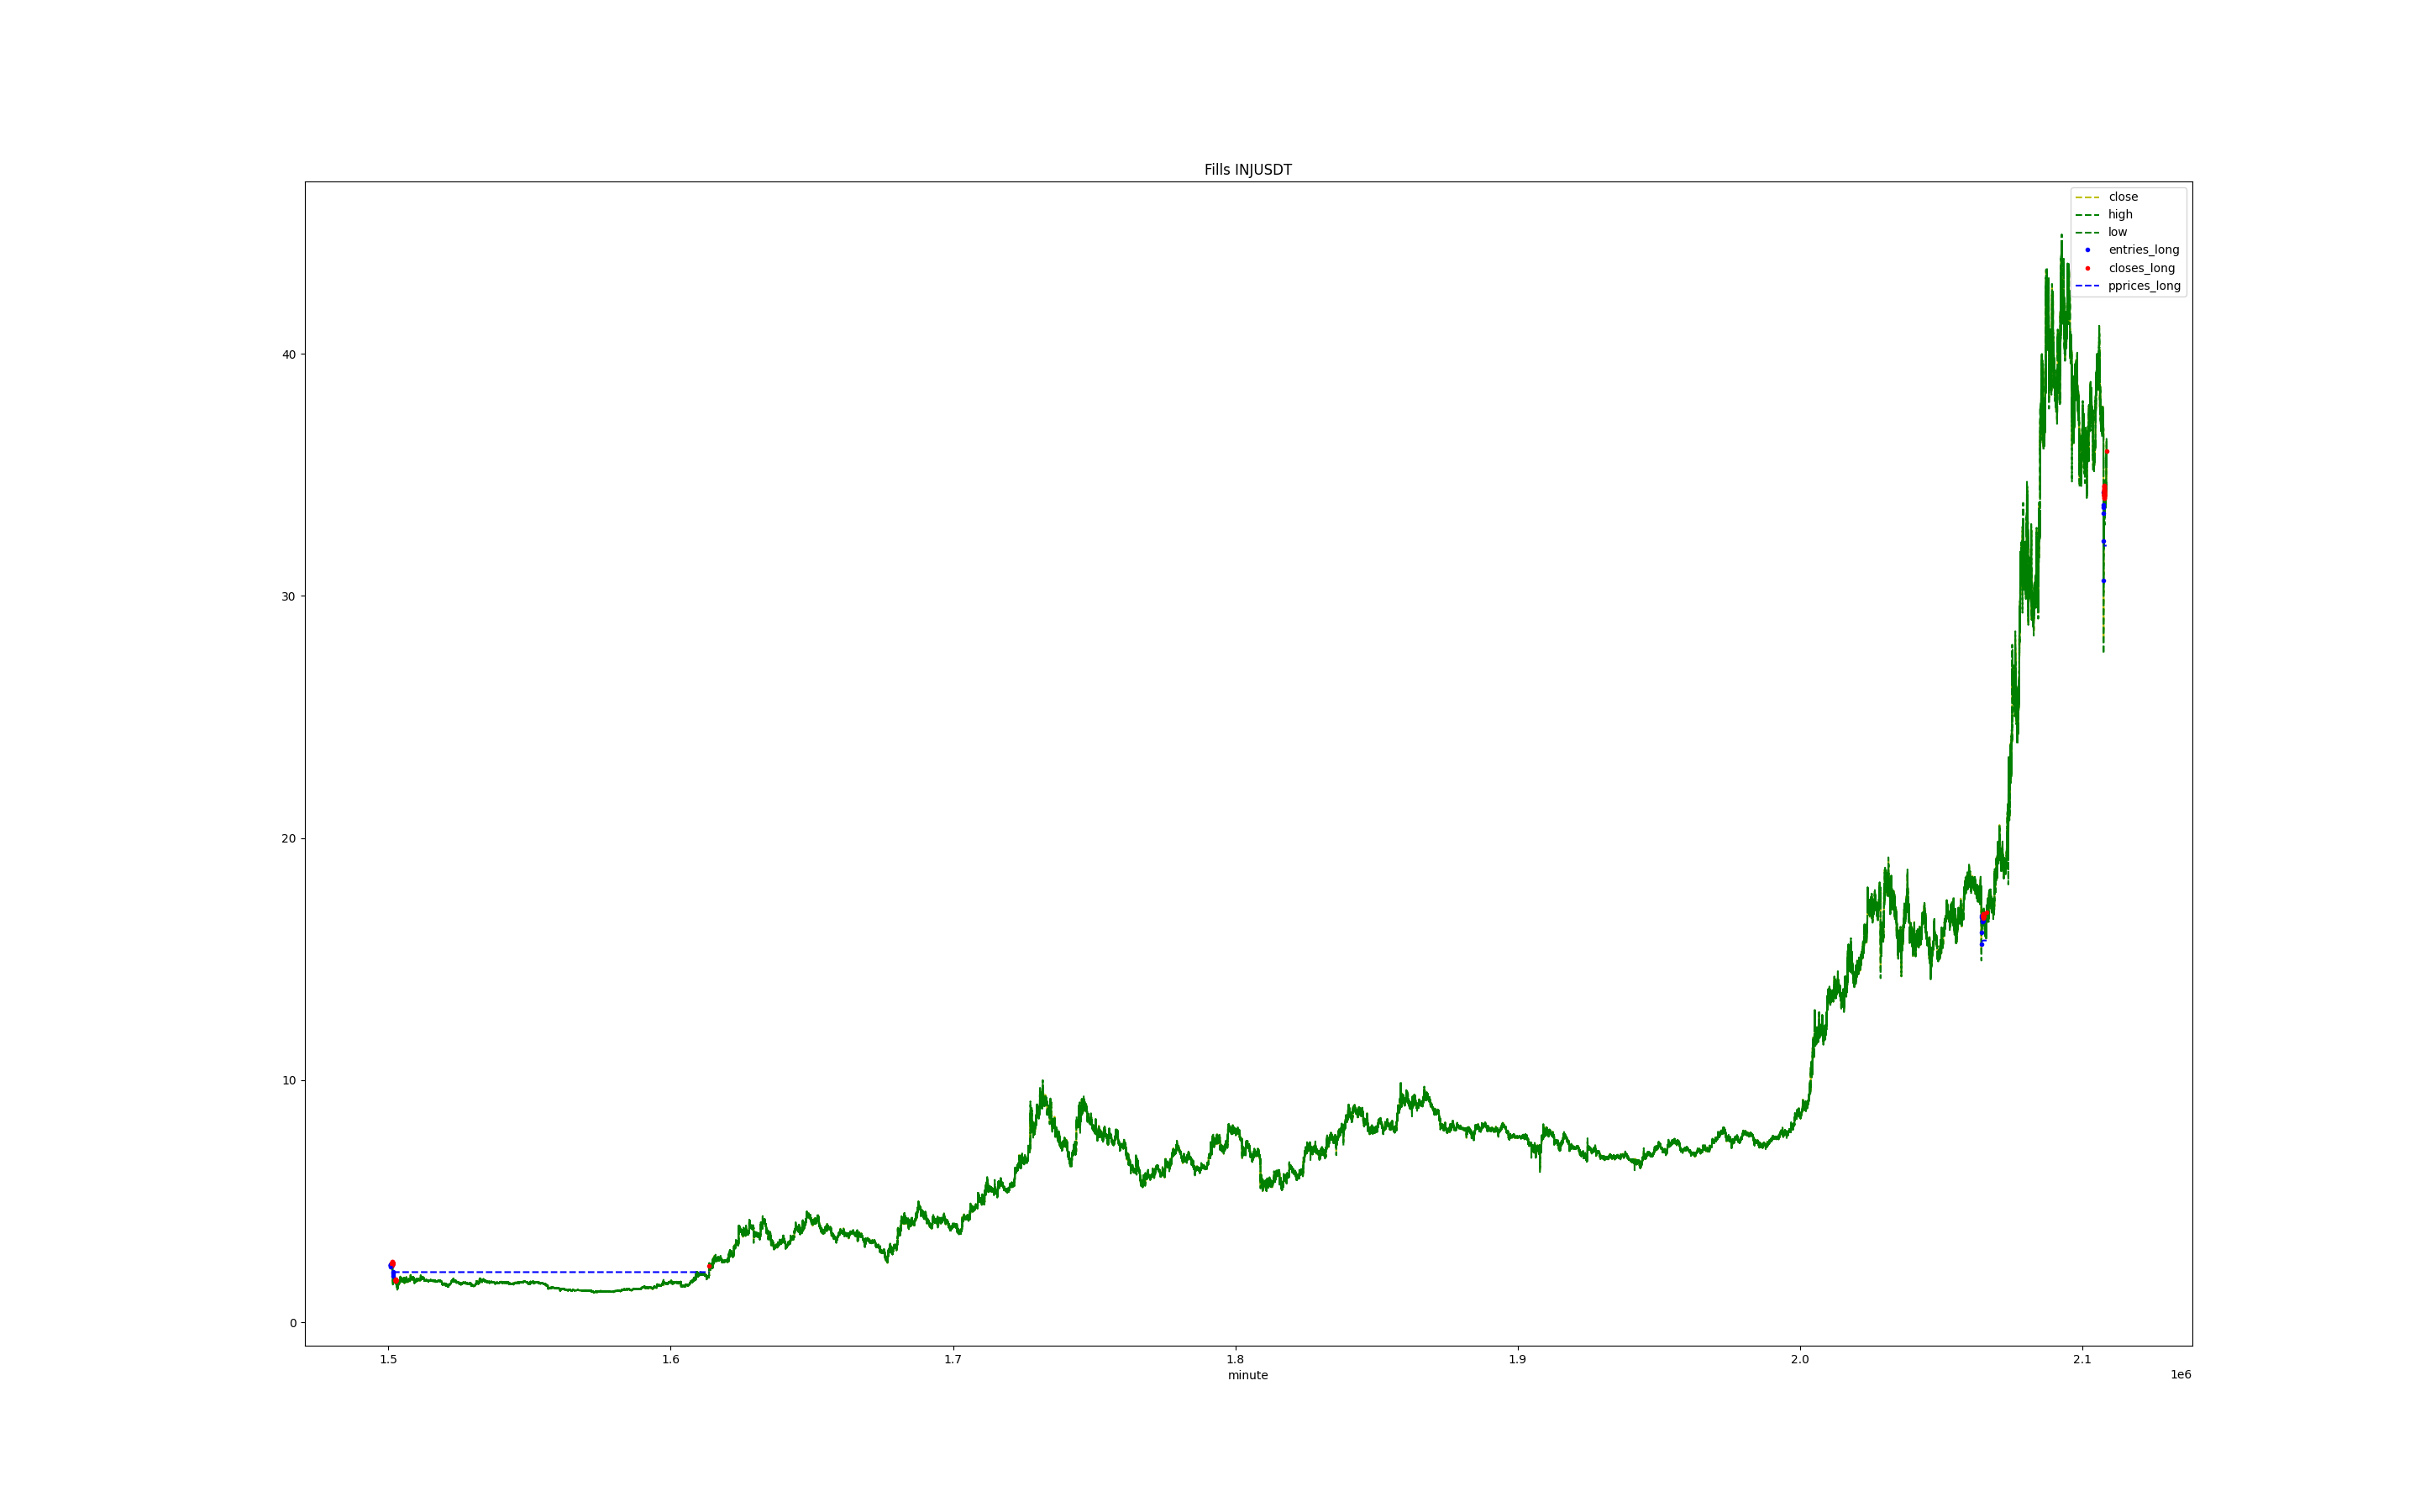 Fills INJUSDT
close
high
low
entries_long
closes_long
pprices_long
40
30
20
10
0
1.5 1.6 1.7 1.8 1.9 2.0 2.1
minute 1e6